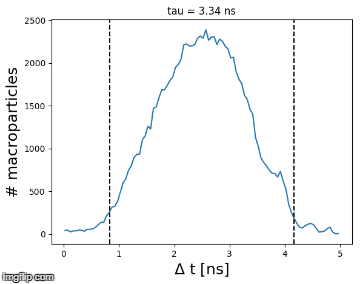 tau = 3.34 ns
2500
2000
1500
1000
500
0
# macroparticles
0 1 2 3 4 5
Δ t [ns]
imgflip.com